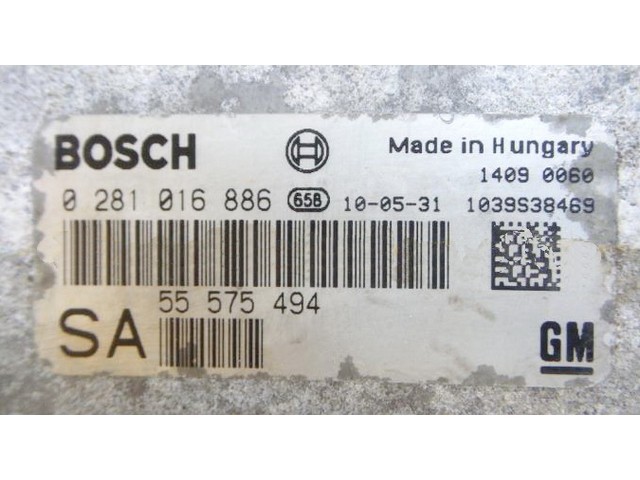 BOSCH Made in Hungary
1409 0060
0 281 016 886 65B 10-05-31 1039S38469
55 575 494
SA
GM